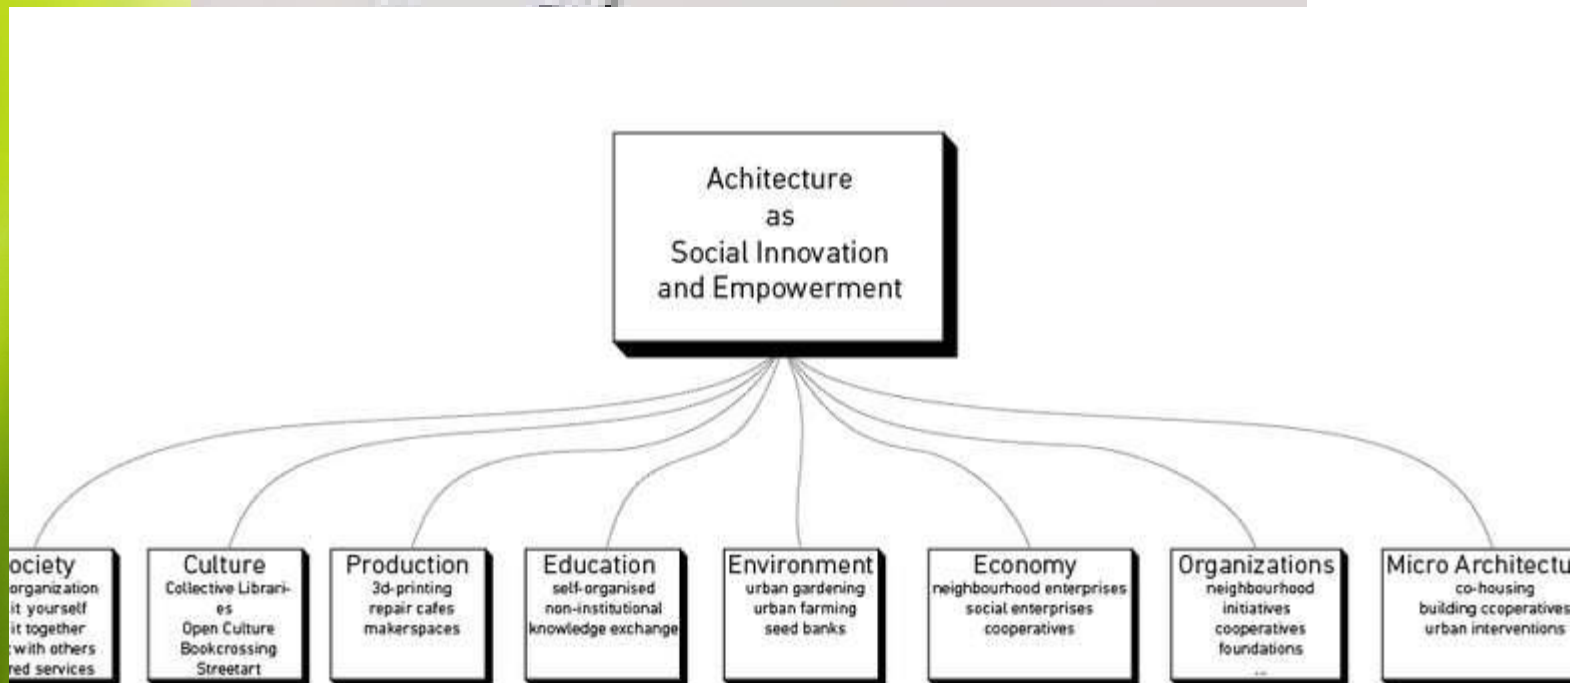 Achitecture
as
Social Innovation
and Empowerment
ociety
organization
it yourself
it together
with others
red services
Culture
Collective Librari-
es
Open Culture
Bookcrossing
Streetart
Production
3d-printing
repair cafes
makerspaces
Education
self-organised
non-institutional
knowledge exchange
Environment
urban gardening
urban farming
seed banks
Economy
neighbourhood enterprises
social enterprises
cooperatives
Organizations
neighbourhood
initiatives
cooperatives
foundations
...
Micro Architectu
co-housing
building ccoperatives
urban interventions